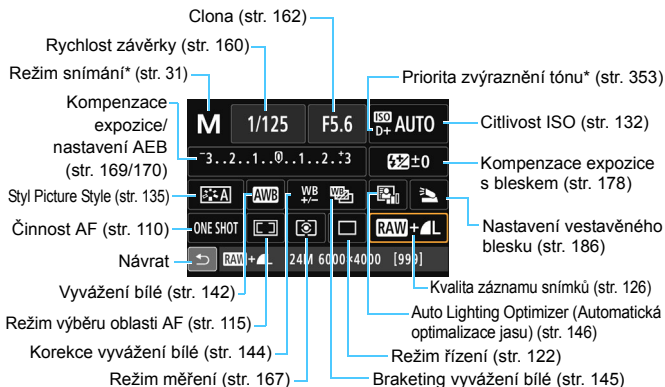 Clona (str. 162)
Rychlost závěrky (str. 160)
Režim snímání* (str. 31)
Kompenzace
expozice/
nastavení AEB
(str. 169/170)
Styl Picture Style (str. 135)
Činnost AF (str. 110)
Návrat
Vyvážení bílé (str. 142)
Režim výběru oblasti AF (str. 115)
Korekce vyvážení bílé (str. 144)
Režim měření (str. 167)
M 1/125 F5.6 ISO D+ AUTO
-3..2..1..0..1..2..+3 ±0
A AWB WB +/- WB
ONE SHOT RAW+L
RAW+L 24M 6000×4000 [999]
Priorita zvýraznění tónu* (str. 353)
Citlivost ISO (str. 132)
Kompenzace expozice
s bleskem (str. 178)
Nastavení vestavěného
blesku (str. 186)
Kvalita záznamu snímků (str. 126)
Auto Lighting Optimizer (Automatická
optimalizace jasu) (str. 146)
Režim řízení (str. 122)
Braketing vyvážení bílé (str. 145)